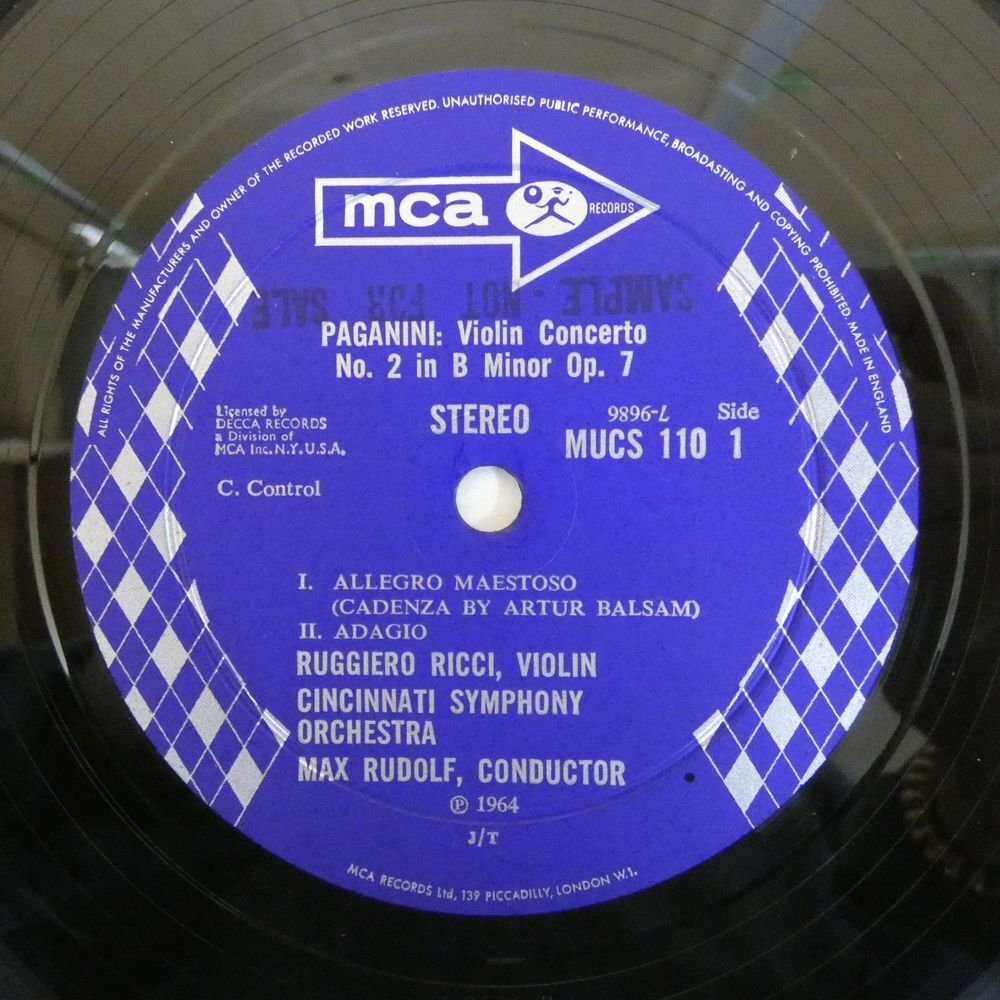 ALL RIGHTS OF THE MANUFACTURERS AND OWNER OF THE RECORDED WORK RESERVED. UNAUTHORISED PUBLIC PERFORMANCE, BROADCASTING AND COPYING PROHIBITED. MADE IN ENGLAND
mca RECORDS
SAMPLE - NOT FOR SALE
PAGANINI: Violin Concerto
No. 2 in B Minor Op. 7
Licensed by
DECCA RECORDS
a Division of
MCA Inc. N.Y. U.S.A.
STEREO
9896-L Side
MUCS 110 1
C. Control
I. ALLEGRO MAESTOSO
(CADENZA BY ARTUR BALSAM)
II. ADAGIO
RUGGIERO RICCI, VIOLIN
CINCINNATI SYMPHONY
ORCHESTRA
MAX RUDOLF, CONDUCTOR
℗ 1964
J/T
MCA RECORDS Ltd, 139 PICCADILLY, LONDON W.1.